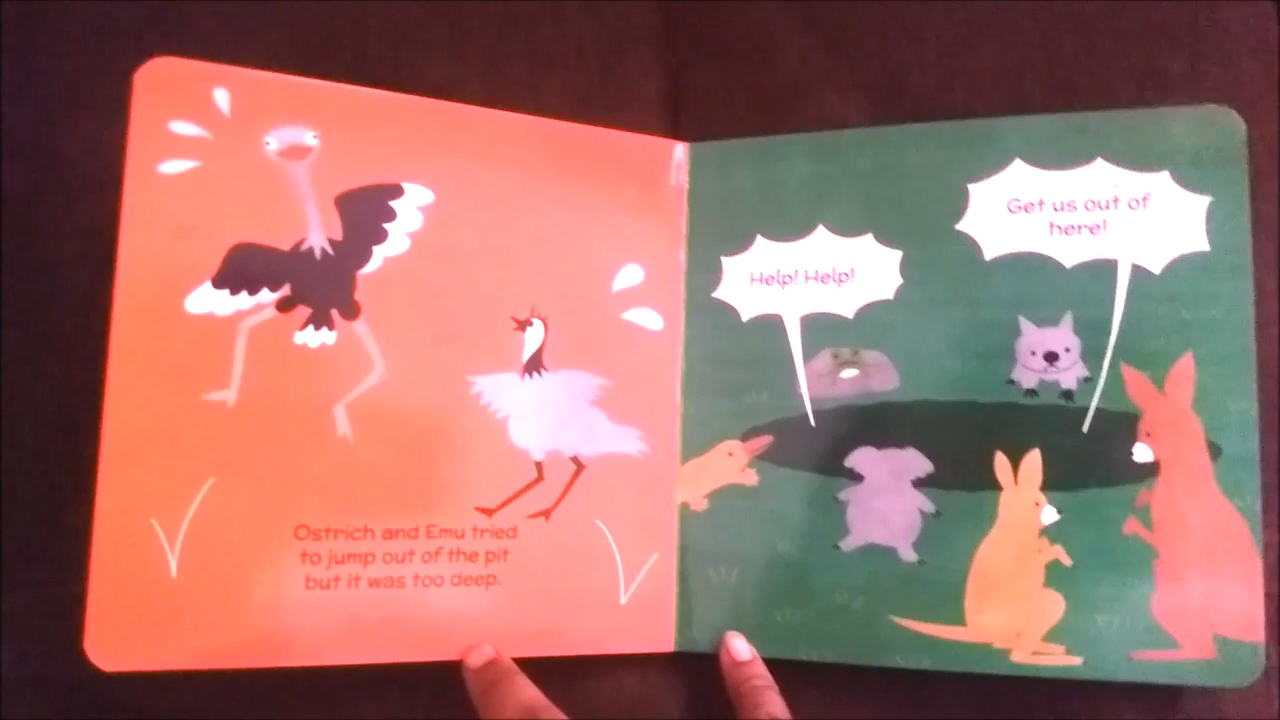 Ostrich and Emu tried
to jump out of the pit
but it was too deep.
Help! Help!
Get us out of
here!